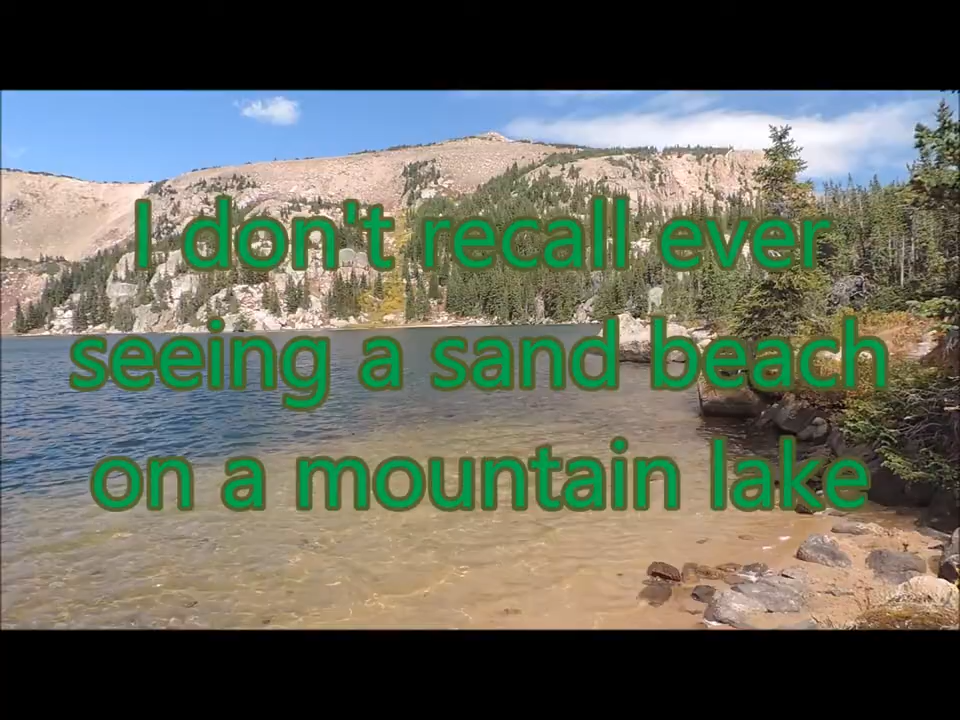 I don't recall ever
seeing a sand beach
on a mountain lake